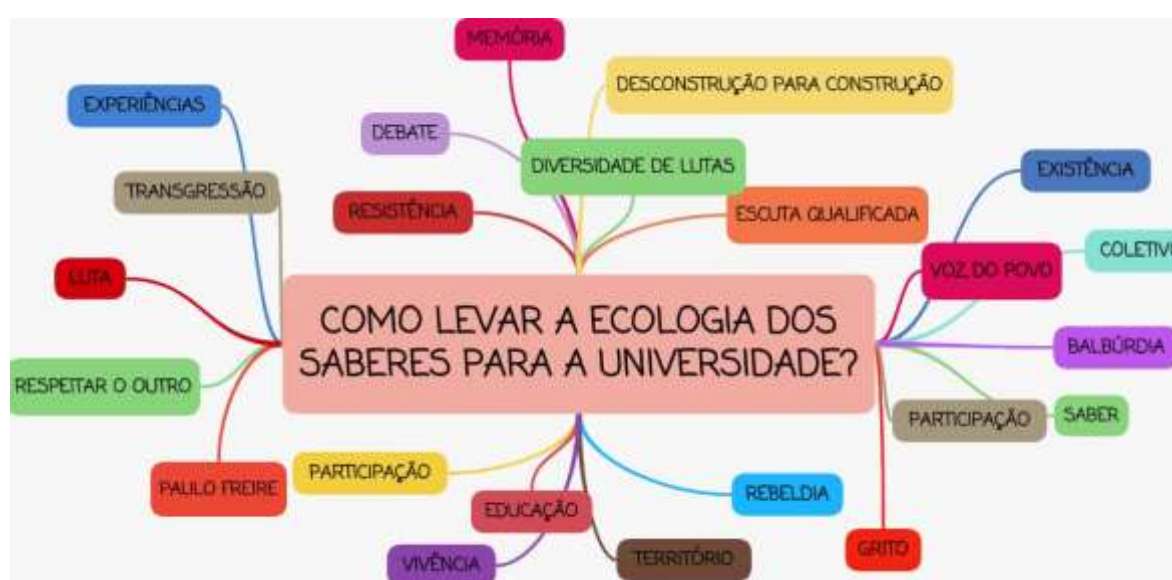 MEMÓRIA
DESCONSTRUÇÃO PARA CONSTRUÇÃO
EXPERIÊNCIAS
DEBATE
DIVERSIDADE DE LUTAS
EXISTÊNCIA
TRANSGRESSÃO
RESISTÊNCIA
ESCUTA QUALIFICADA
COLETIV
VOZ DO POVO
LUTA
COMO LEVAR A ECOLOGIA DOS
SABERES PARA A UNIVERSIDADE?
BALBÚRDIA
RESPEITAR O OUTRO
PARTICIPAÇÃO
SABER
PAULO FREIRE
PARTICIPAÇÃO
EDUCAÇÃO
REBELDIA
VIVÊNCIA
TERRITÓRIO
GRITO